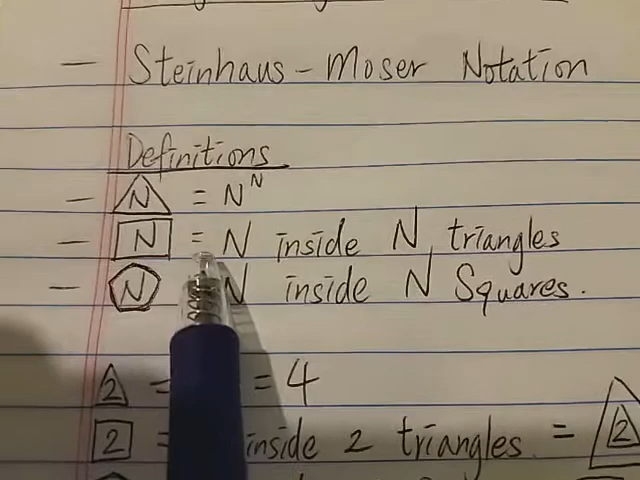 - Steinhaus-Moser Notation
Definitions
- N = N^N
- N = N inside N triangles
- N N inside N Squares.
2 = = 4
2 = inside 2 triangles = 2